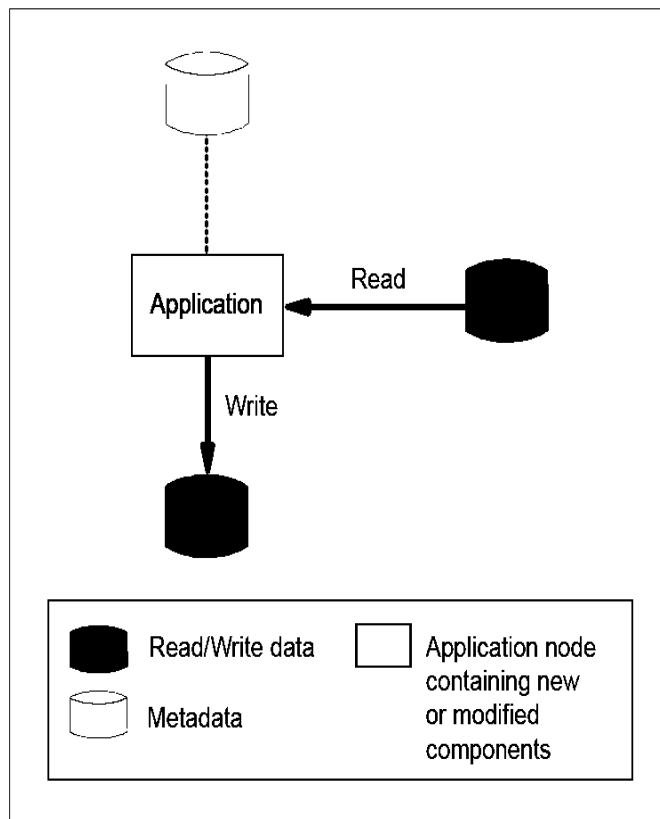 Application
Read
Write
Read/Write data
Metadata
Application node
containing new
or modified
components